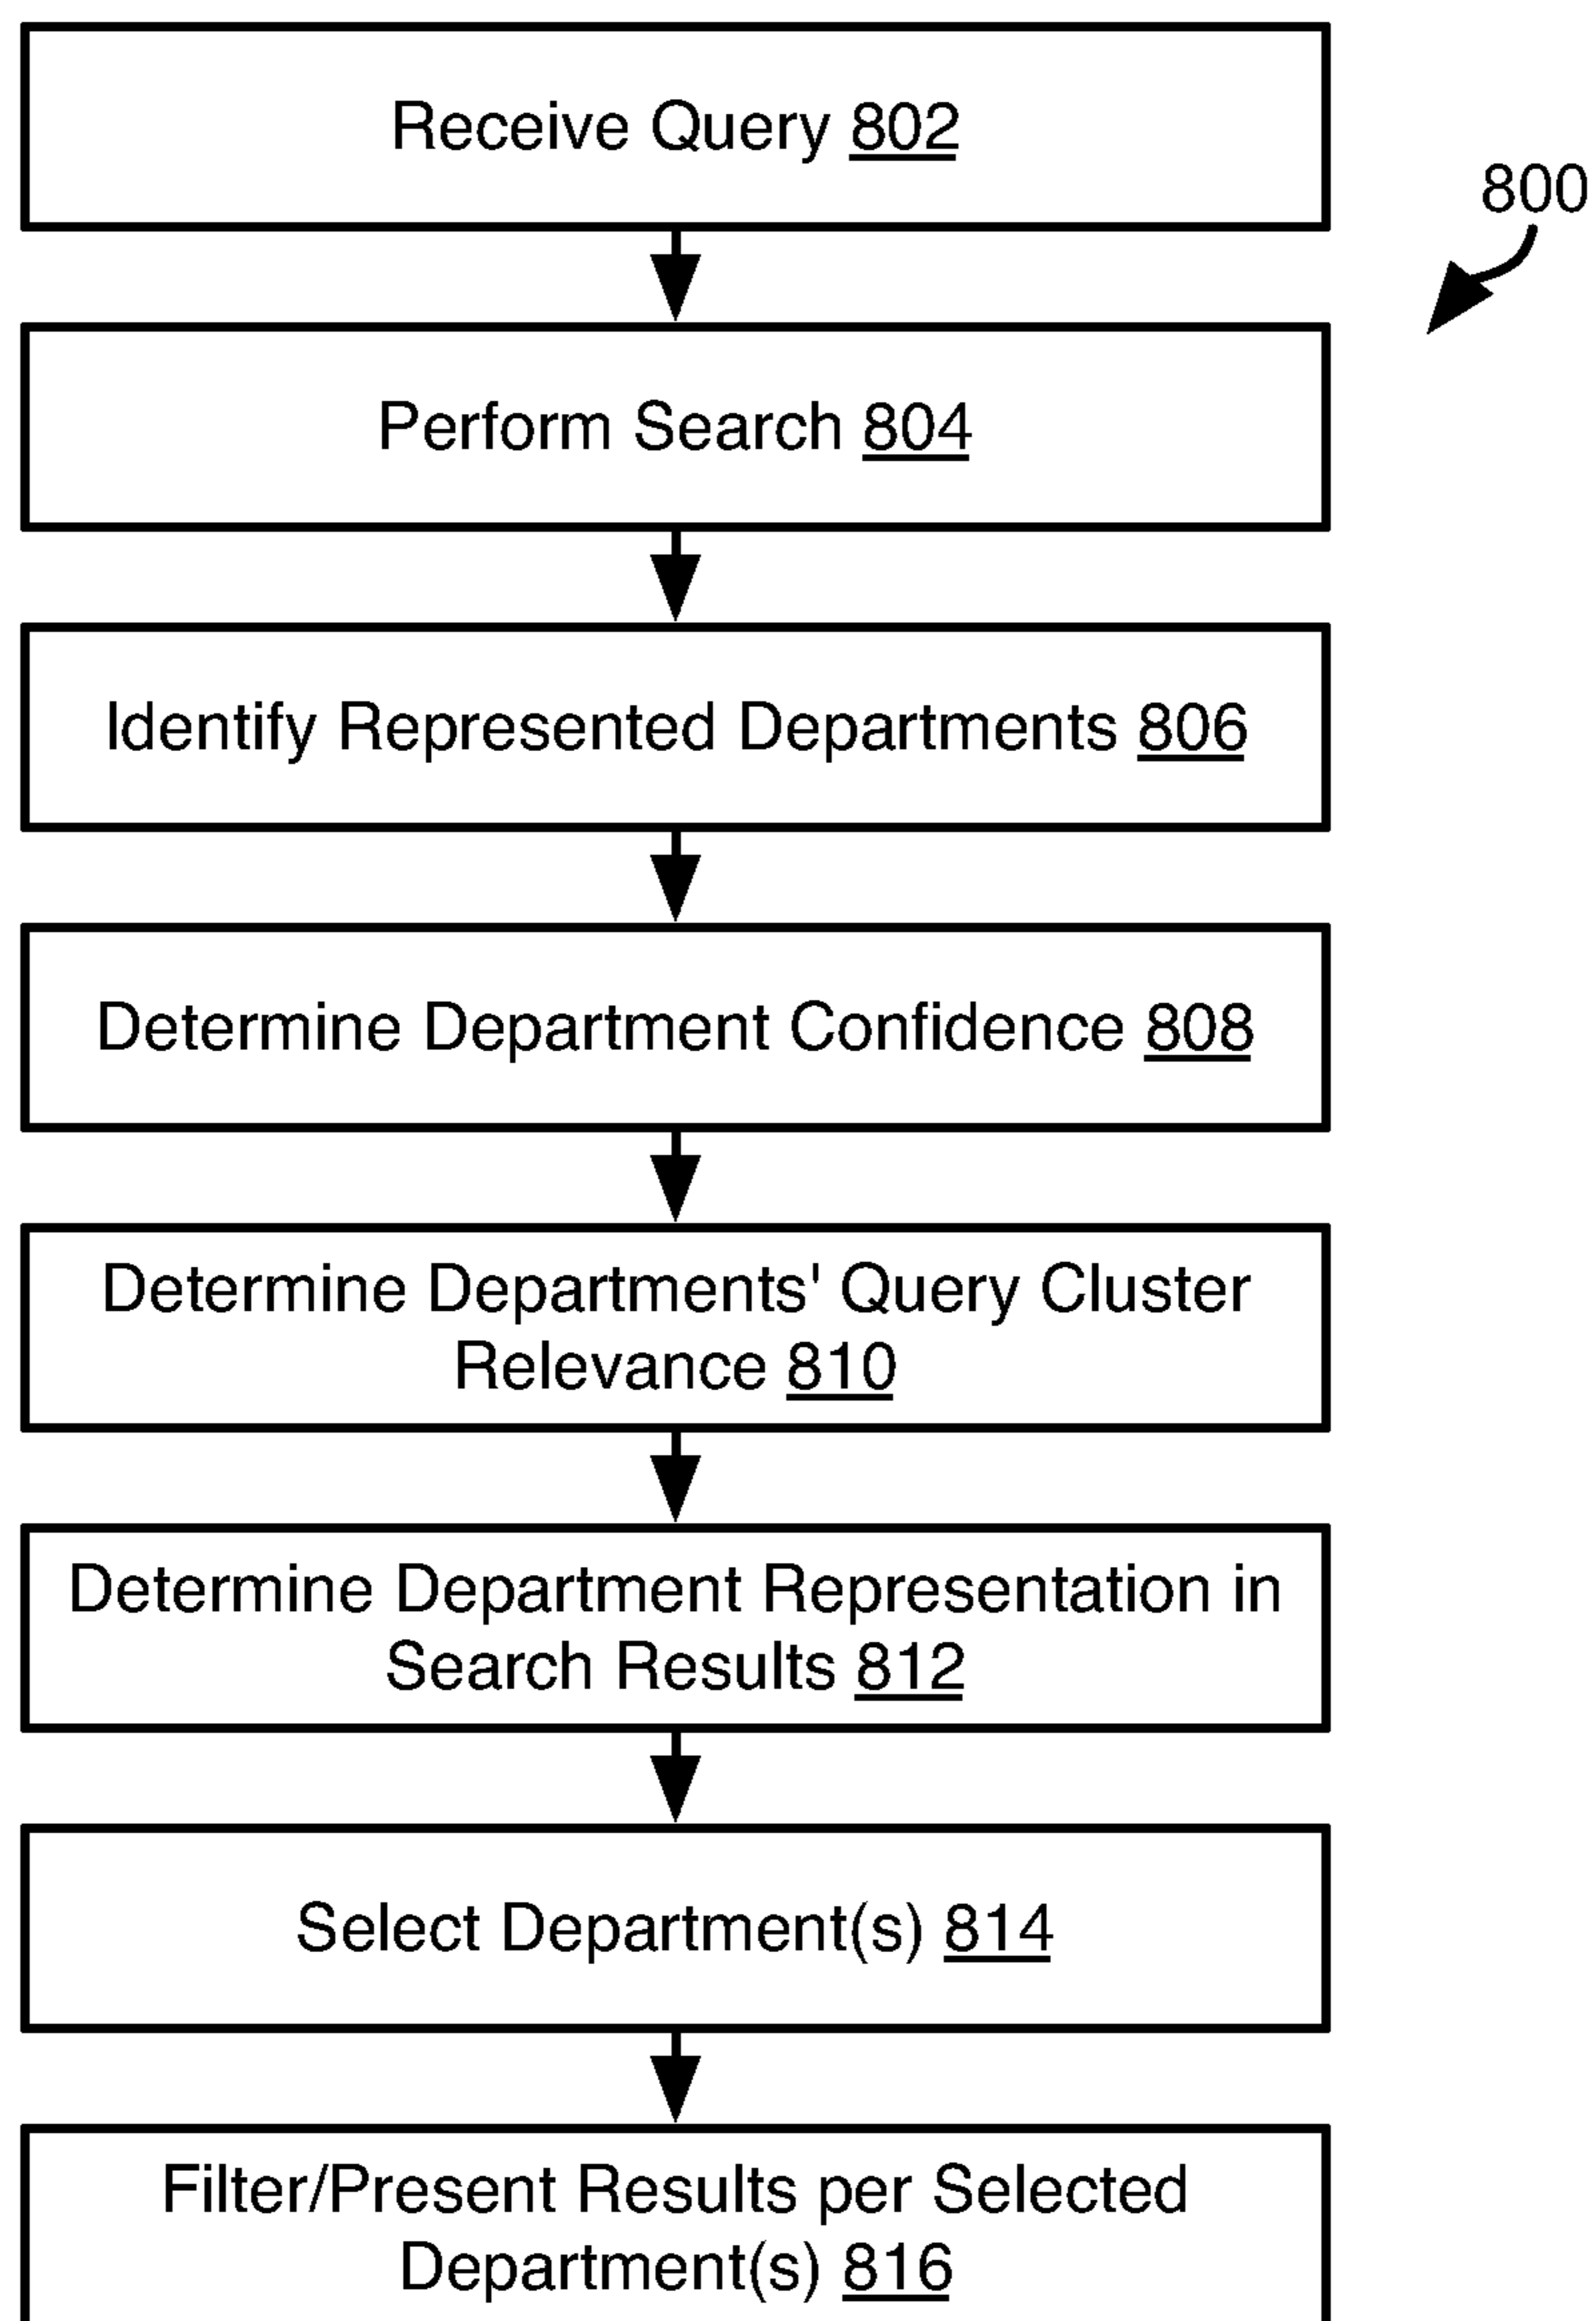 Receive Query 802
800
Perform Search 804
Identify Represented Departments 806
Determine Department Confidence 808
Determine Departments' Query Cluster
Relevance 810
Determine Department Representation in
Search Results 812
Select Department(s) 814
Filter/Present Results per Selected
Department(s) 816